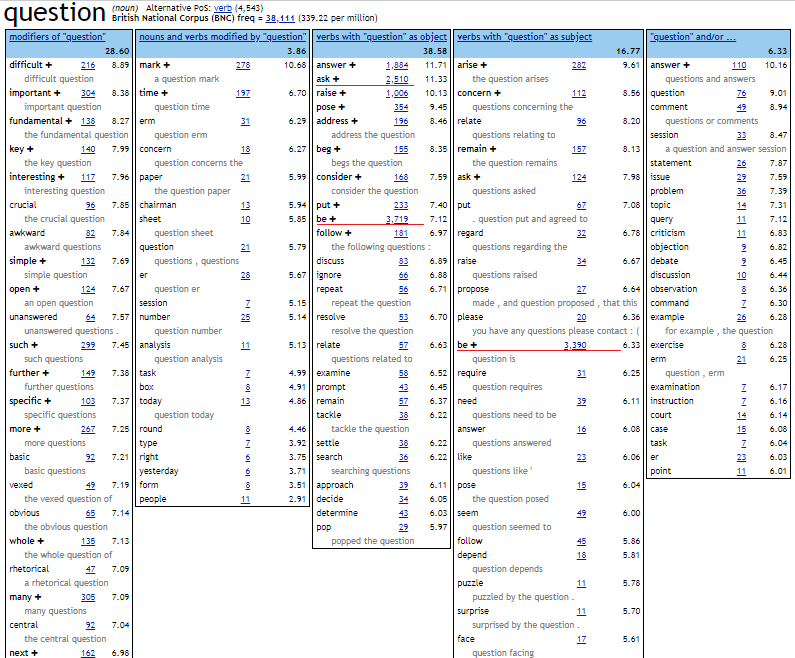 question (noun) Alternative PoS: verb (4,543)
British National Corpus (BNC) freq = 38,111 (339.22 per million)
modifiers of "question"
28.60
difficult + 216 8.89
difficult question
important + 304 8.38
important question
fundamental + 138 8.27
the fundamental question
key + 140 7.99
the key question
interesting + 117 7.96
interesting question
crucial 96 7.85
the crucial question
awkward 82 7.84
awkward questions
simple + 132 7.69
simple question
open + 124 7.67
an open question
unanswered 64 7.57
unanswered questions .
such + 299 7.45
such questions
further + 149 7.38
further questions
specific + 103 7.37
specific questions
more + 267 7.25
more questions
basic 92 7.21
basic questions
vexed 49 7.19
the vexed question of
obvious 65 7.14
the obvious question
whole + 135 7.13
the whole question of
rhetorical 47 7.09
a rhetorical question
many + 305 7.09
many questions
central 92 7.04
the central question
next + 162 6.98
nouns and verbs modified by "question"
3.86
mark + 278 10.68
a question mark
time + 197 6.70
question time
erm 31 6.29
question erm
concern 18 6.27
question concerns the
paper 21 5.99
the question paper
chairman 13 5.94
sheet 10 5.85
question sheet
question 21 5.79
questions , questions
er 28 5.67
question er
session 7 5.15
number 25 5.14
question number
analysis 11 5.13
question analysis
task 7 4.99
box 8 4.91
today 13 4.86
question today
round 8 4.46
type 7 3.92
right 6 3.75
yesterday 6 3.71
form 8 3.51
people 11 2.91
verbs with "question" as object
38.58
answer + 1,884 11.71
ask + 2,510 11.33
raise + 1,006 10.13
pose + 354 9.45
address + 196 8.46
address the question
beg + 155 8.35
begs the question
consider + 168 7.59
consider the question
put + 233 7.40
be + 3,719 7.12
follow + 181 6.97
the following questions :
discuss 83 6.89
ignore 66 6.88
repeat 56 6.71
repeat the question
resolve 53 6.70
resolve the question
relate 57 6.63
questions related to
examine 58 6.52
prompt 43 6.45
remain 57 6.37
tackle 38 6.22
tackle the question
settle 38 6.22
search 36 6.22
searching questions
approach 39 6.11
decide 34 6.05
determine 43 6.03
pop 29 5.97
popped the question
verbs with "question" as subject
16.77
arise + 282 9.61
the question arises
concern + 112 8.56
questions concerning the
relate 96 8.20
questions relating to
remain + 157 8.13
the question remains
ask + 124 7.98
questions asked
put 67 7.08
. question put and agreed to
regard 32 6.78
questions regarding the
raise 34 6.67
questions raised
propose 27 6.64
made , and question proposed , that this
please 20 6.36
you have any questions please contact : (
be + 3,390 6.33
question is
require 31 6.25
question requires
need 39 6.11
questions need to be
answer 16 6.08
questions answered
like 23 6.06
questions like '
pose 15 6.04
the question posed
seem 49 6.00
question seemed to
follow 45 5.86
depend 18 5.81
question depends
puzzle 11 5.78
puzzled by the question .
surprise 11 5.70
surprised by the question .
face 17 5.61
question facing
"question" and/or ...
6.33
answer + 110 10.16
questions and answers
question 76 9.01
comment 49 8.94
questions or comments
session 33 8.47
a question and answer session
statement 26 7.87
issue 29 7.59
problem 36 7.39
topic 14 7.31
query 11 7.12
criticism 11 6.83
objection 9 6.82
debate 9 6.45
discussion 10 6.44
observation 8 6.36
command 7 6.30
example 26 6.28
for example , the question
exercise 8 6.28
erm 21 6.25
question , erm
examination 7 6.17
instruction 7 6.16
court 14 6.14
case 15 6.08
task 7 6.04
er 23 6.03
point 11 6.01